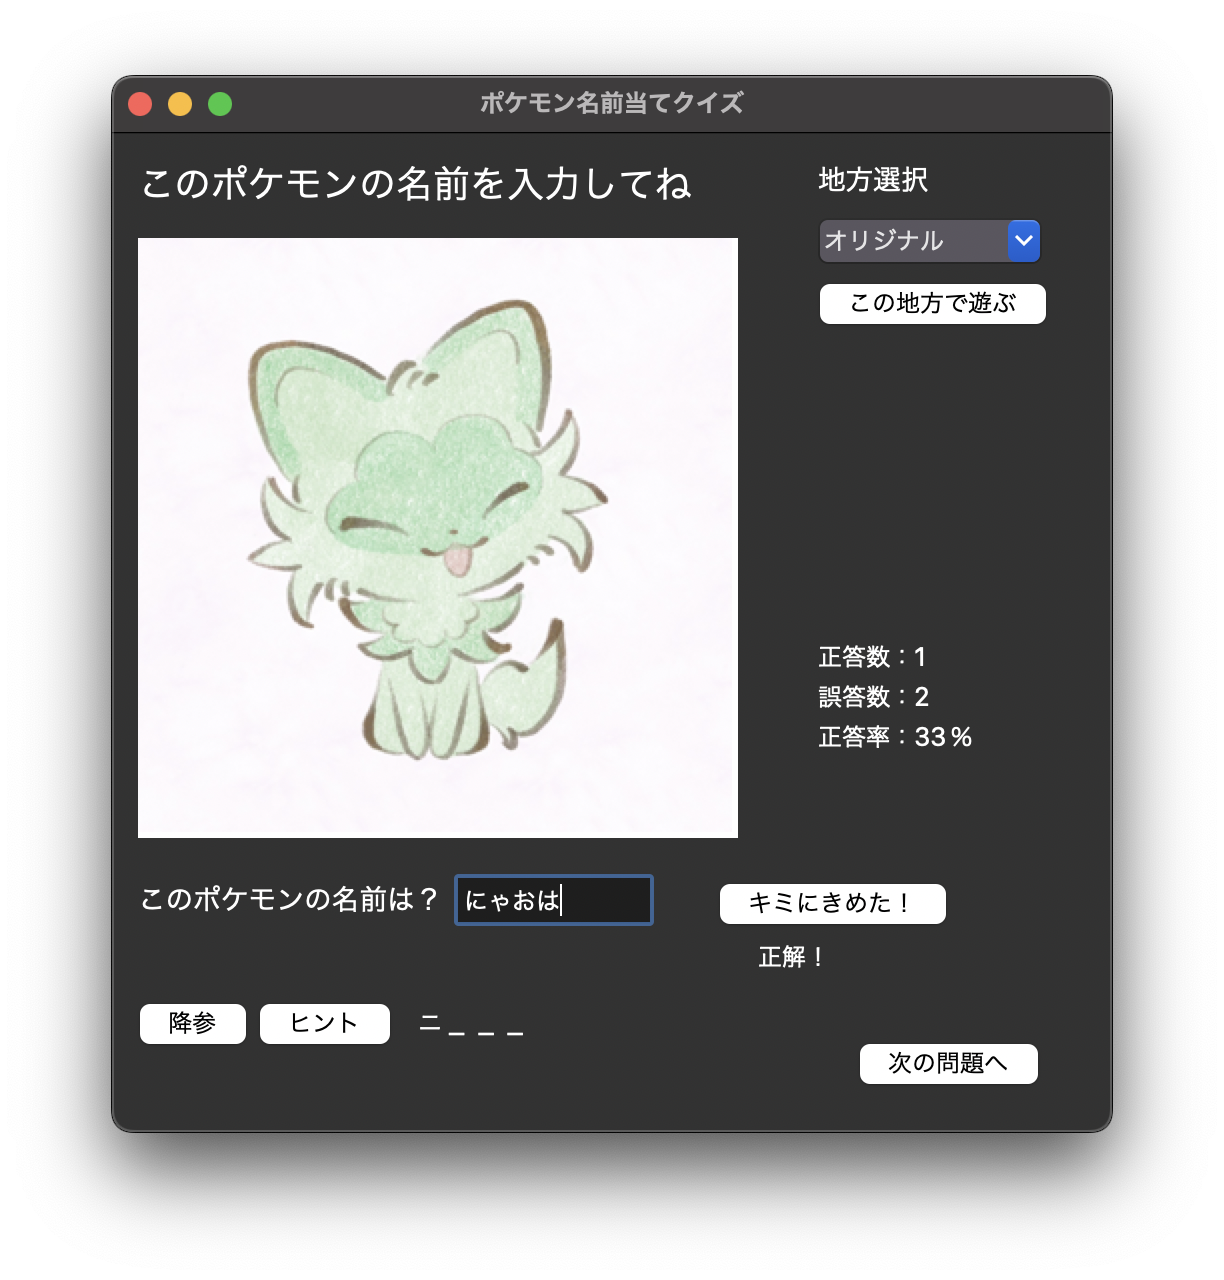 ポケモン名前当てクイズ
このポケモンの名前を入力してね
地方選択
オリジナル
この地方で遊ぶ
正答数：1
誤答数：2
正答率：33％
このポケモンの名前は？ にゃおは キミにきめた！
正解！
降参 ヒント ニ＿＿＿
次の問題へ